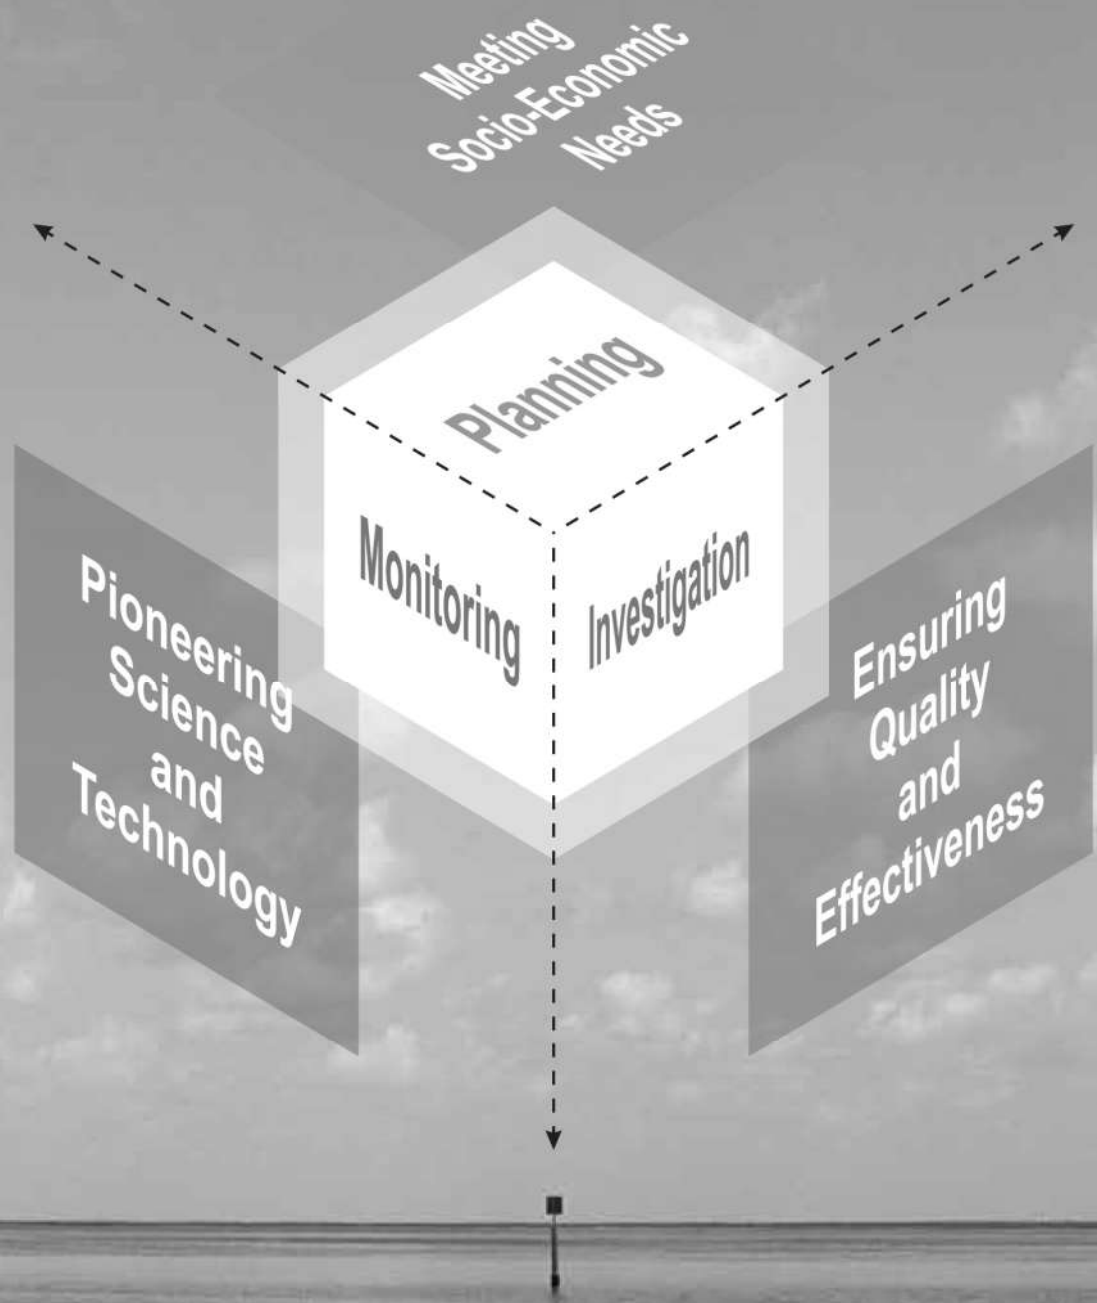 Meeting
Socio-Economic
Needs
Planning
Monitoring
Investigation
Pioneering
Science
and
Technology
Ensuring
Quality
and
Effectiveness